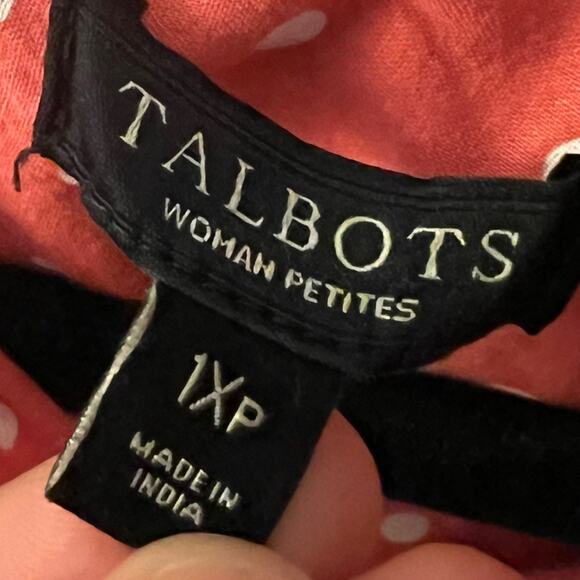 TALBOTS
WOMAN PETITES
1XP
MADE IN
INDIA